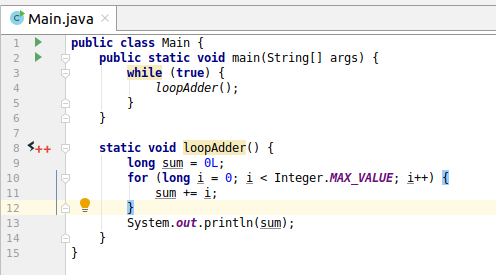 Main.java
1 public class Main {
2     public static void main(String[] args) {
3         while (true) {
4             loopAdder();
5         }
6     }
7
8 ++     static void loopAdder() {
9         long sum = 0L;
10         for (long i = 0; i < Integer.MAX_VALUE; i++) {
11             sum += i;
12         }
13         System.out.println(sum);
14     }
15 }